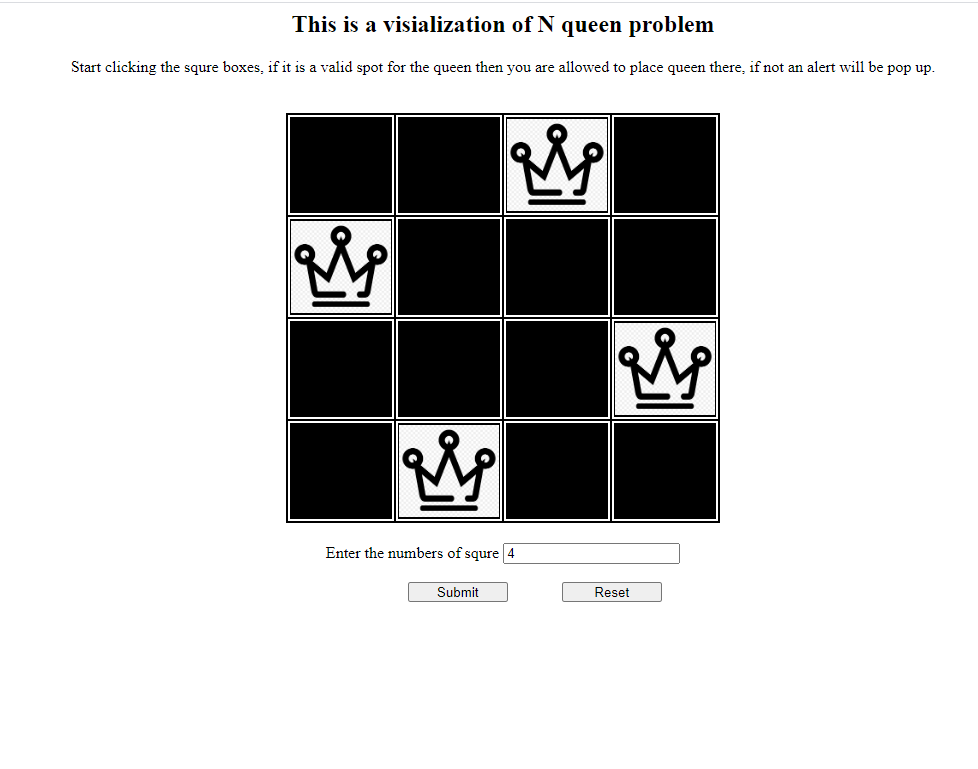 This is a visialization of N queen problem
Start clicking the squre boxes, if it is a valid spot for the queen then you are allowed to place queen there, if not an alert will be pop up.
Enter the numbers of squre 4
Submit Reset